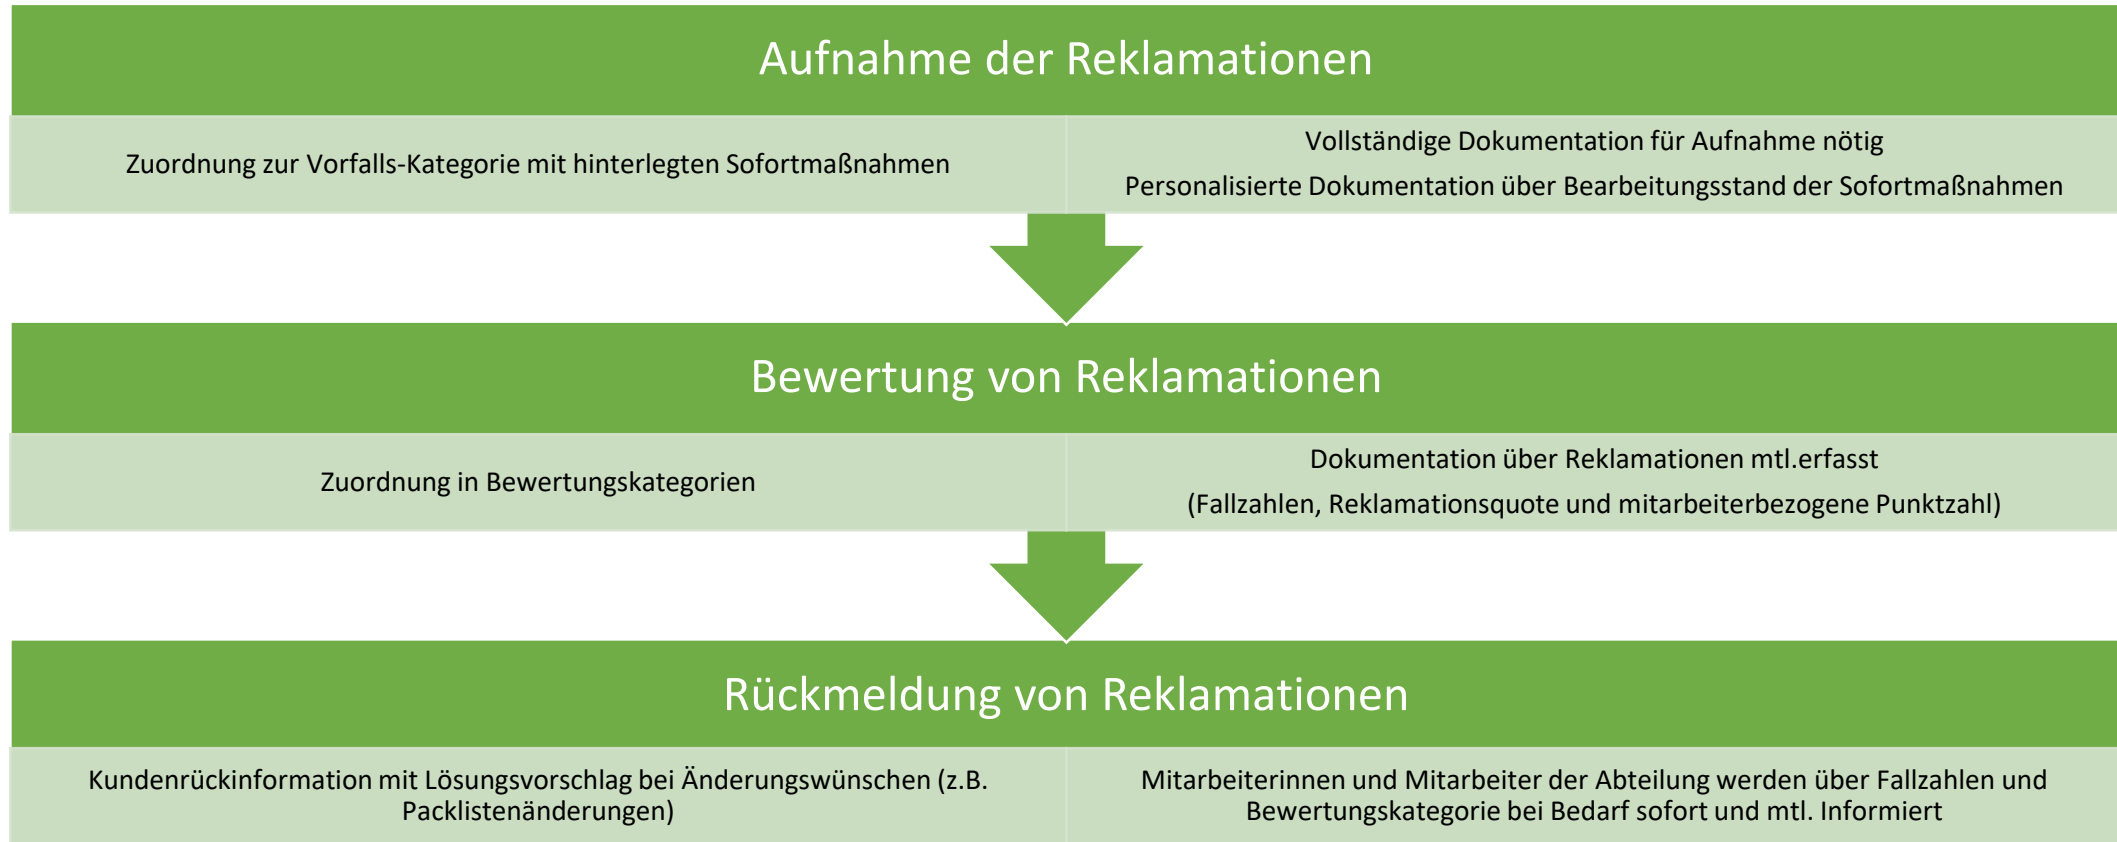 Aufnahme der Reklamationen
Zuordnung zur Vorfalls-Kategorie mit hinterlegten Sofortmaßnahmen
Vollständige Dokumentation für Aufnahme nötig
Personalisierte Dokumentation über Bearbeitungsstand der Sofortmaßnahmen
Bewertung von Reklamationen
Zuordnung in Bewertungskategorien
Dokumentation über Reklamationen mtl.erfasst
(Fallzahlen, Reklamationsquote und mitarbeiterbezogene Punktzahl)
Rückmeldung von Reklamationen
Kundenrückinformation mit Lösungsvorschlag bei Änderungswünschen (z.B.
Packlistenänderungen)
Mitarbeiterinnen und Mitarbeiter der Abteilung werden über Fallzahlen und
Bewertungskategorie bei Bedarf sofort und mtl. Informiert